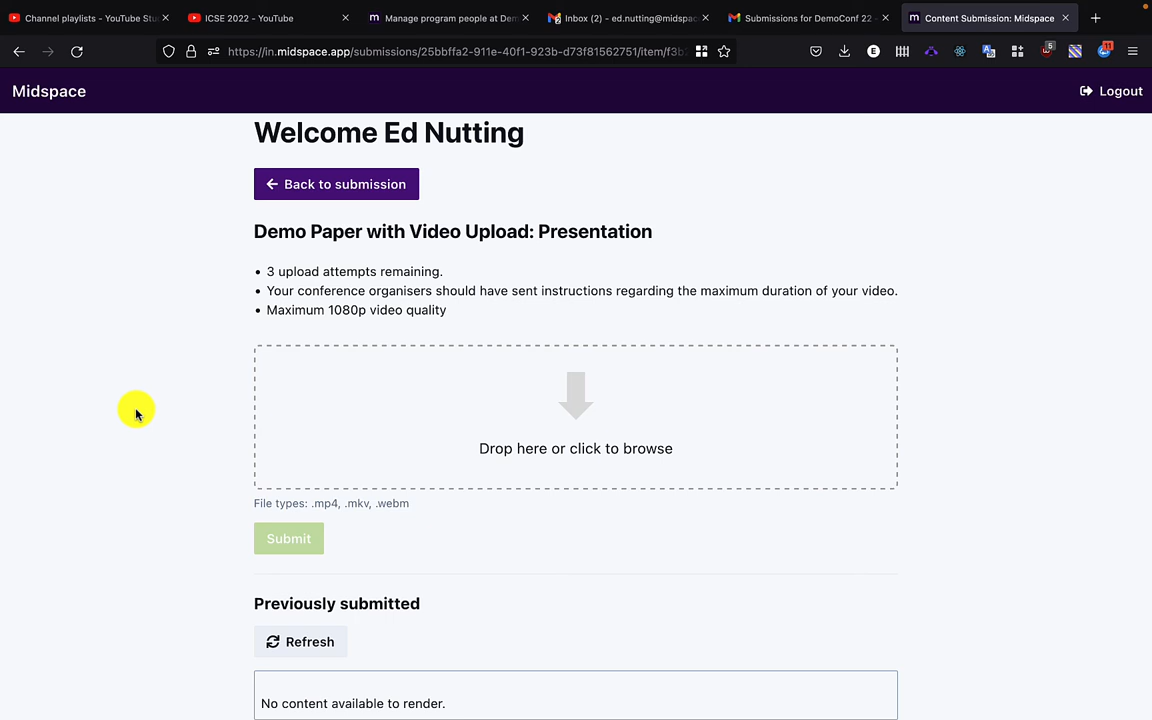 Channel playlists - YouTube Stu
ICSE 2022 - YouTube
Manage program people at Dem
Inbox (2) - ed.nutting@midspac
Submissions for DemoConf 22 -
Content Submission: Midspace
https://in.midspace.app/submissions/25bbffa2-911e-40f1-923b-d73f81562751/item/f3b
5
11
Midspace
Logout
Welcome Ed Nutting
Back to submission
Demo Paper with Video Upload: Presentation
• 3 upload attempts remaining.
• Your conference organisers should have sent instructions regarding the maximum duration of your video.
• Maximum 1080p video quality
Drop here or click to browse
File types: .mp4, .mkv, .webm
Submit
Previously submitted
Refresh
No content available to render.